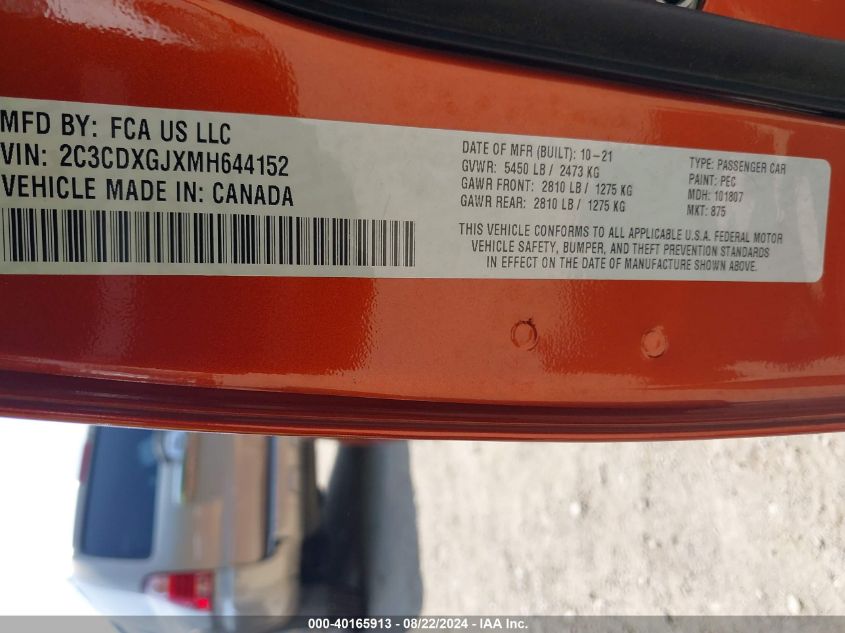 MFD BY: FCA US LLC
VIN: 2C3CDXGJXMH644152
VEHICLE MADE IN: CANADA
DATE OF MFR (BUILT): 10-21
GVWR: 5450 LB / 2473 KG
GAWR FRONT: 2810 LB / 1275 KG
GAWR REAR: 2810 LB / 1275 KG
TYPE: PASSENGER CAR
PAINT: PEC
MDH: 101807
MKT: 875
THIS VEHICLE CONFORMS TO ALL APPLICABLE U.S.A. FEDERAL MOTOR
VEHICLE SAFETY, BUMPER, AND THEFT PREVENTION STANDARDS
IN EFFECT ON THE DATE OF MANUFACTURE SHOWN ABOVE.
000-40165913 - 08/22/2024 - IAA Inc.